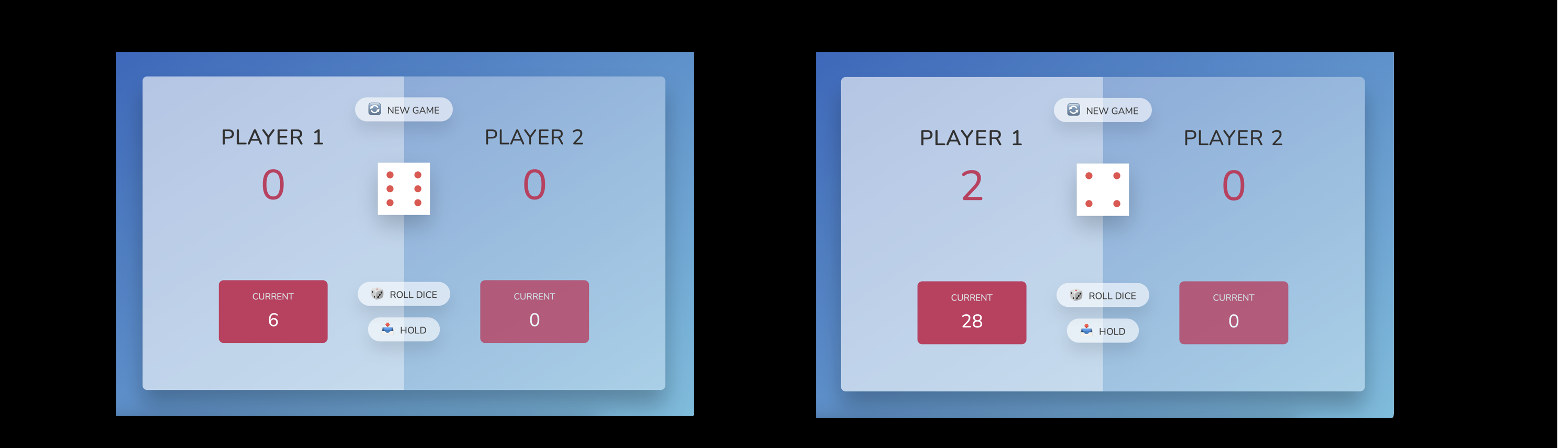 NEW GAME
PLAYER 1
PLAYER 2
0
0
CURRENT
6
ROLL DICE
HOLD
CURRENT
0
NEW GAME
PLAYER 1
PLAYER 2
2
0
CURRENT
28
ROLL DICE
HOLD
CURRENT
0